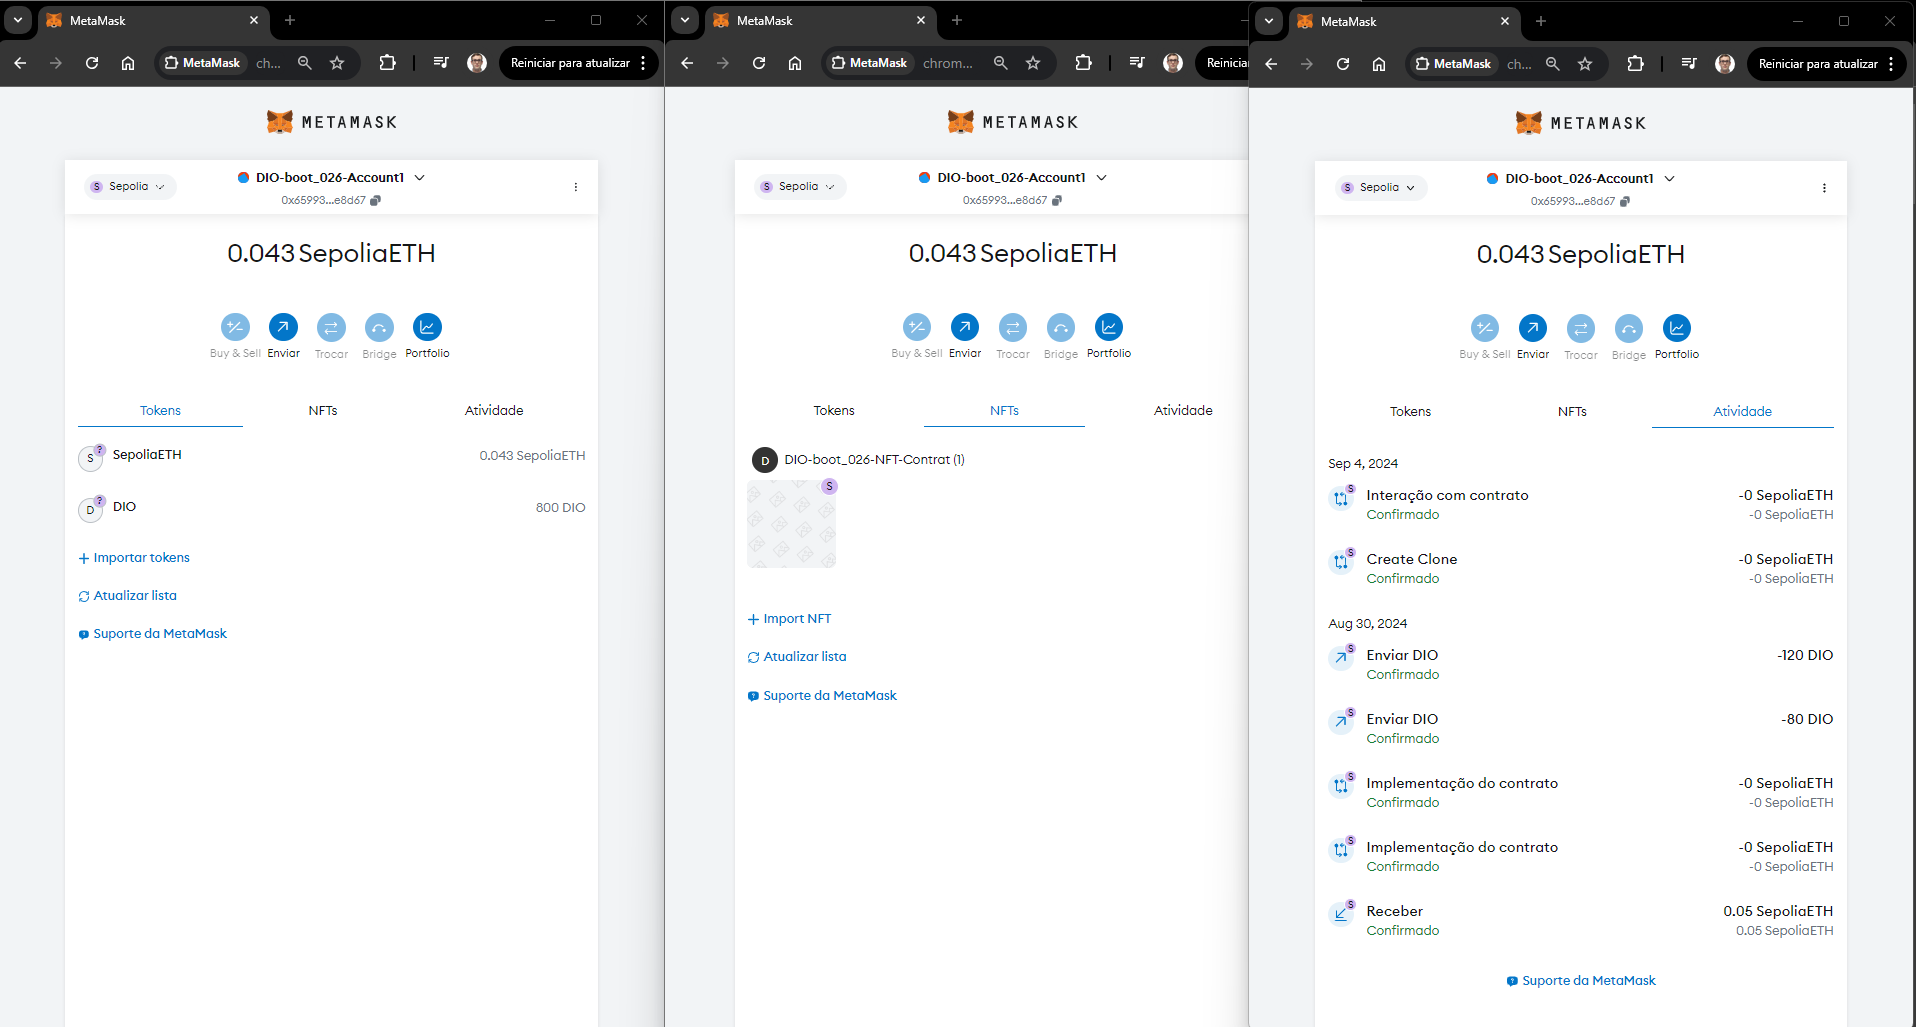 MetaMask
MetaMask
ch...
Reiniciar para atualizar
METAMASK
S Sepolia
DIO-boot_026-Account1
0x65993...e8d67
0.043 SepoliaETH
Buy & Sell
Enviar
Trocar
Bridge
Portfolio
Tokens
NFTs
Atividade
S ? SepoliaETH
0.043 SepoliaETH
D ? DIO
800 DIO
+ Importar tokens
Atualizar lista
Suporte da MetaMask
MetaMask
MetaMask
chrom...
Reinicia
METAMASK
S Sepolia
DIO-boot_026-Account1
0x65993...e8d67
0.043 SepoliaETH
Buy & Sell
Enviar
Trocar
Bridge
Portfolio
Tokens
NFTs
Atividade
D DIO-boot_026-NFT-Contrat (1)
S
+ Import NFT
Atualizar lista
Suporte da MetaMask
MetaMask
MetaMask
ch...
Reiniciar para atualizar
METAMASK
S Sepolia
DIO-boot_026-Account1
0x65993...e8d67
0.043 SepoliaETH
Buy & Sell
Enviar
Trocar
Bridge
Portfolio
Tokens
NFTs
Atividade
Sep 4, 2024
S Interação com contrato
-0 SepoliaETH
Confirmado
-0 SepoliaETH
S Create Clone
-0 SepoliaETH
Confirmado
-0 SepoliaETH
Aug 30, 2024
S Enviar DIO
-120 DIO
Confirmado
S Enviar DIO
-80 DIO
Confirmado
S Implementação do contrato
-0 SepoliaETH
Confirmado
-0 SepoliaETH
S Implementação do contrato
-0 SepoliaETH
Confirmado
-0 SepoliaETH
S Receber
0.05 SepoliaETH
Confirmado
0.05 SepoliaETH
Suporte da MetaMask